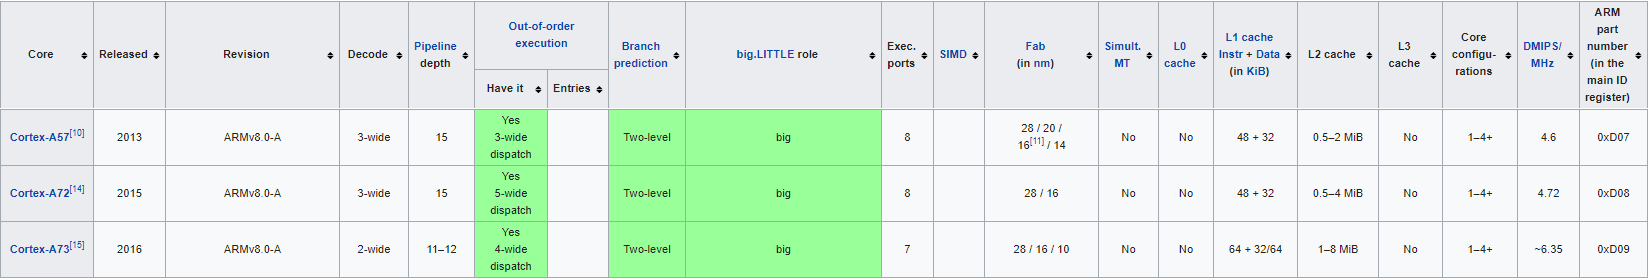 Core
Released
Revision
Decode
Pipeline
depth
Out-of-order
execution
Have it
Entries
Branch
prediction
big.LITTLE role
Exec.
ports
SIMD
Fab
(in nm)
Simult.
MT
L0
cache
L1 cache
Instr + Data
(in KiB)
L2 cache
L3
cache
Core
configu-
rations
DMIPS/
MHz
ARM
part
number
(in the
main ID
register)
Cortex-A57[10]
2013
ARMv8.0-A
3-wide
15
Yes
3-wide
dispatch
Two-level
big
8
28 / 20 /
16[11] / 14
No
No
48 + 32
0.5–2 MiB
No
1–4+
4.6
0xD07
Cortex-A72[14]
2015
ARMv8.0-A
3-wide
15
Yes
5-wide
dispatch
Two-level
big
8
28 / 16
No
No
48 + 32
0.5–4 MiB
No
1–4+
4.72
0xD08
Cortex-A73[15]
2016
ARMv8.0-A
2-wide
11–12
Yes
4-wide
dispatch
Two-level
big
7
28 / 16 / 10
No
No
64 + 32/64
1–8 MiB
No
1–4+
~6.35
0xD09